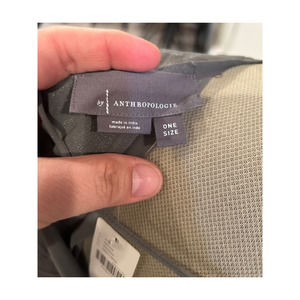 by ANTHROPOLOGIE
made in India
fabriqué en Inde
ONE
SIZE